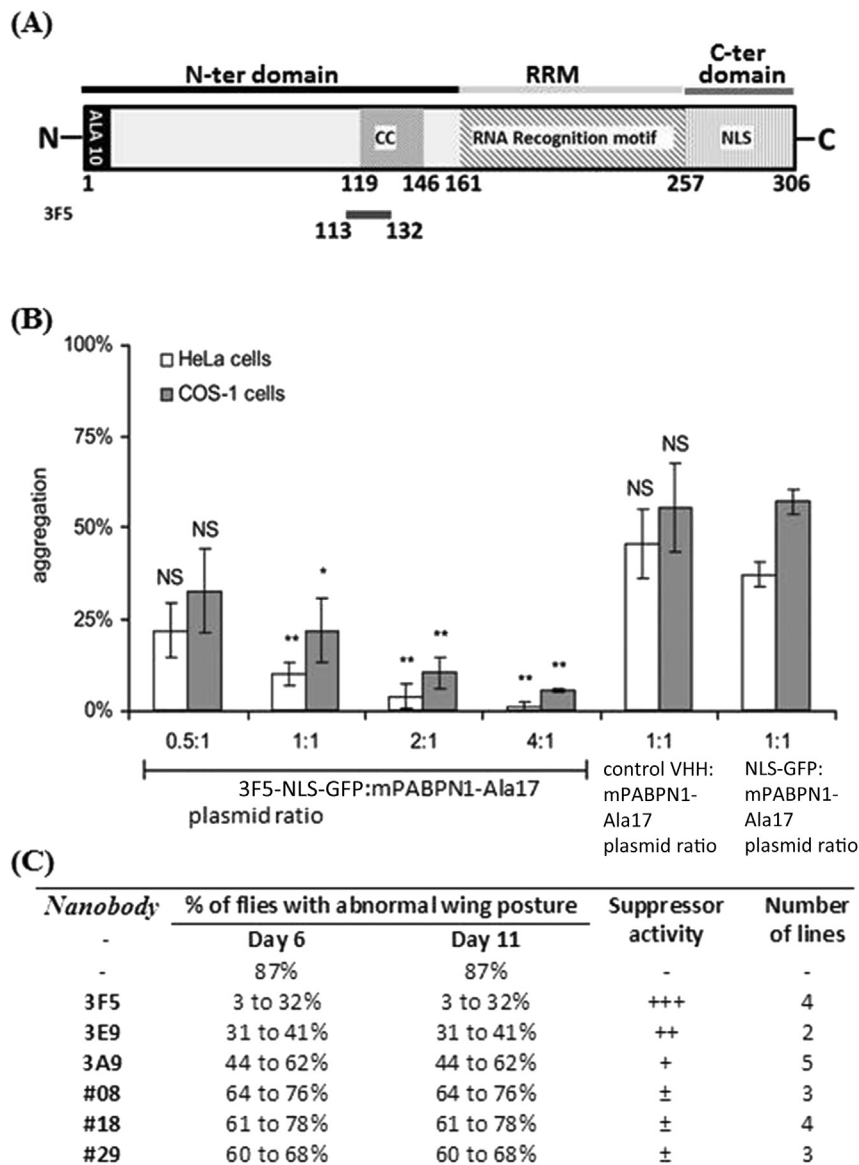 (A)
N-ter domain
RRM
C-ter
domain
N
ALA 10
CC
RNA Recognition motif
NLS
C
1
119
146
161
257
306
3F5
113
132
(B)
100%
75%
50%
25%
0%
aggregation
HeLa cells
COS-1 cells
NS
NS
**
*
**
**
**
**
NS
NS
0.5:1
1:1
2:1
4:1
1:1
1:1
3F5-NLS-GFP:mPABPN1-Ala17
plasmid ratio
control VHH:
mPABPN1-
Ala17
plasmid ratio
NLS-GFP:
mPABPN1-
Ala17
plasmid ratio
(C)
Nanobody % of flies with abnormal wing posture Suppressor activity Number of lines
- Day 6 Day 11
- 87% 87% - -
3F5 3 to 32% 3 to 32% +++ 4
3E9 31 to 41% 31 to 41% ++ 2
3A9 44 to 62% 44 to 62% + 5
#08 64 to 76% 64 to 76% ± 3
#18 61 to 78% 61 to 78% ± 4
#29 60 to 68% 60 to 68% ± 3